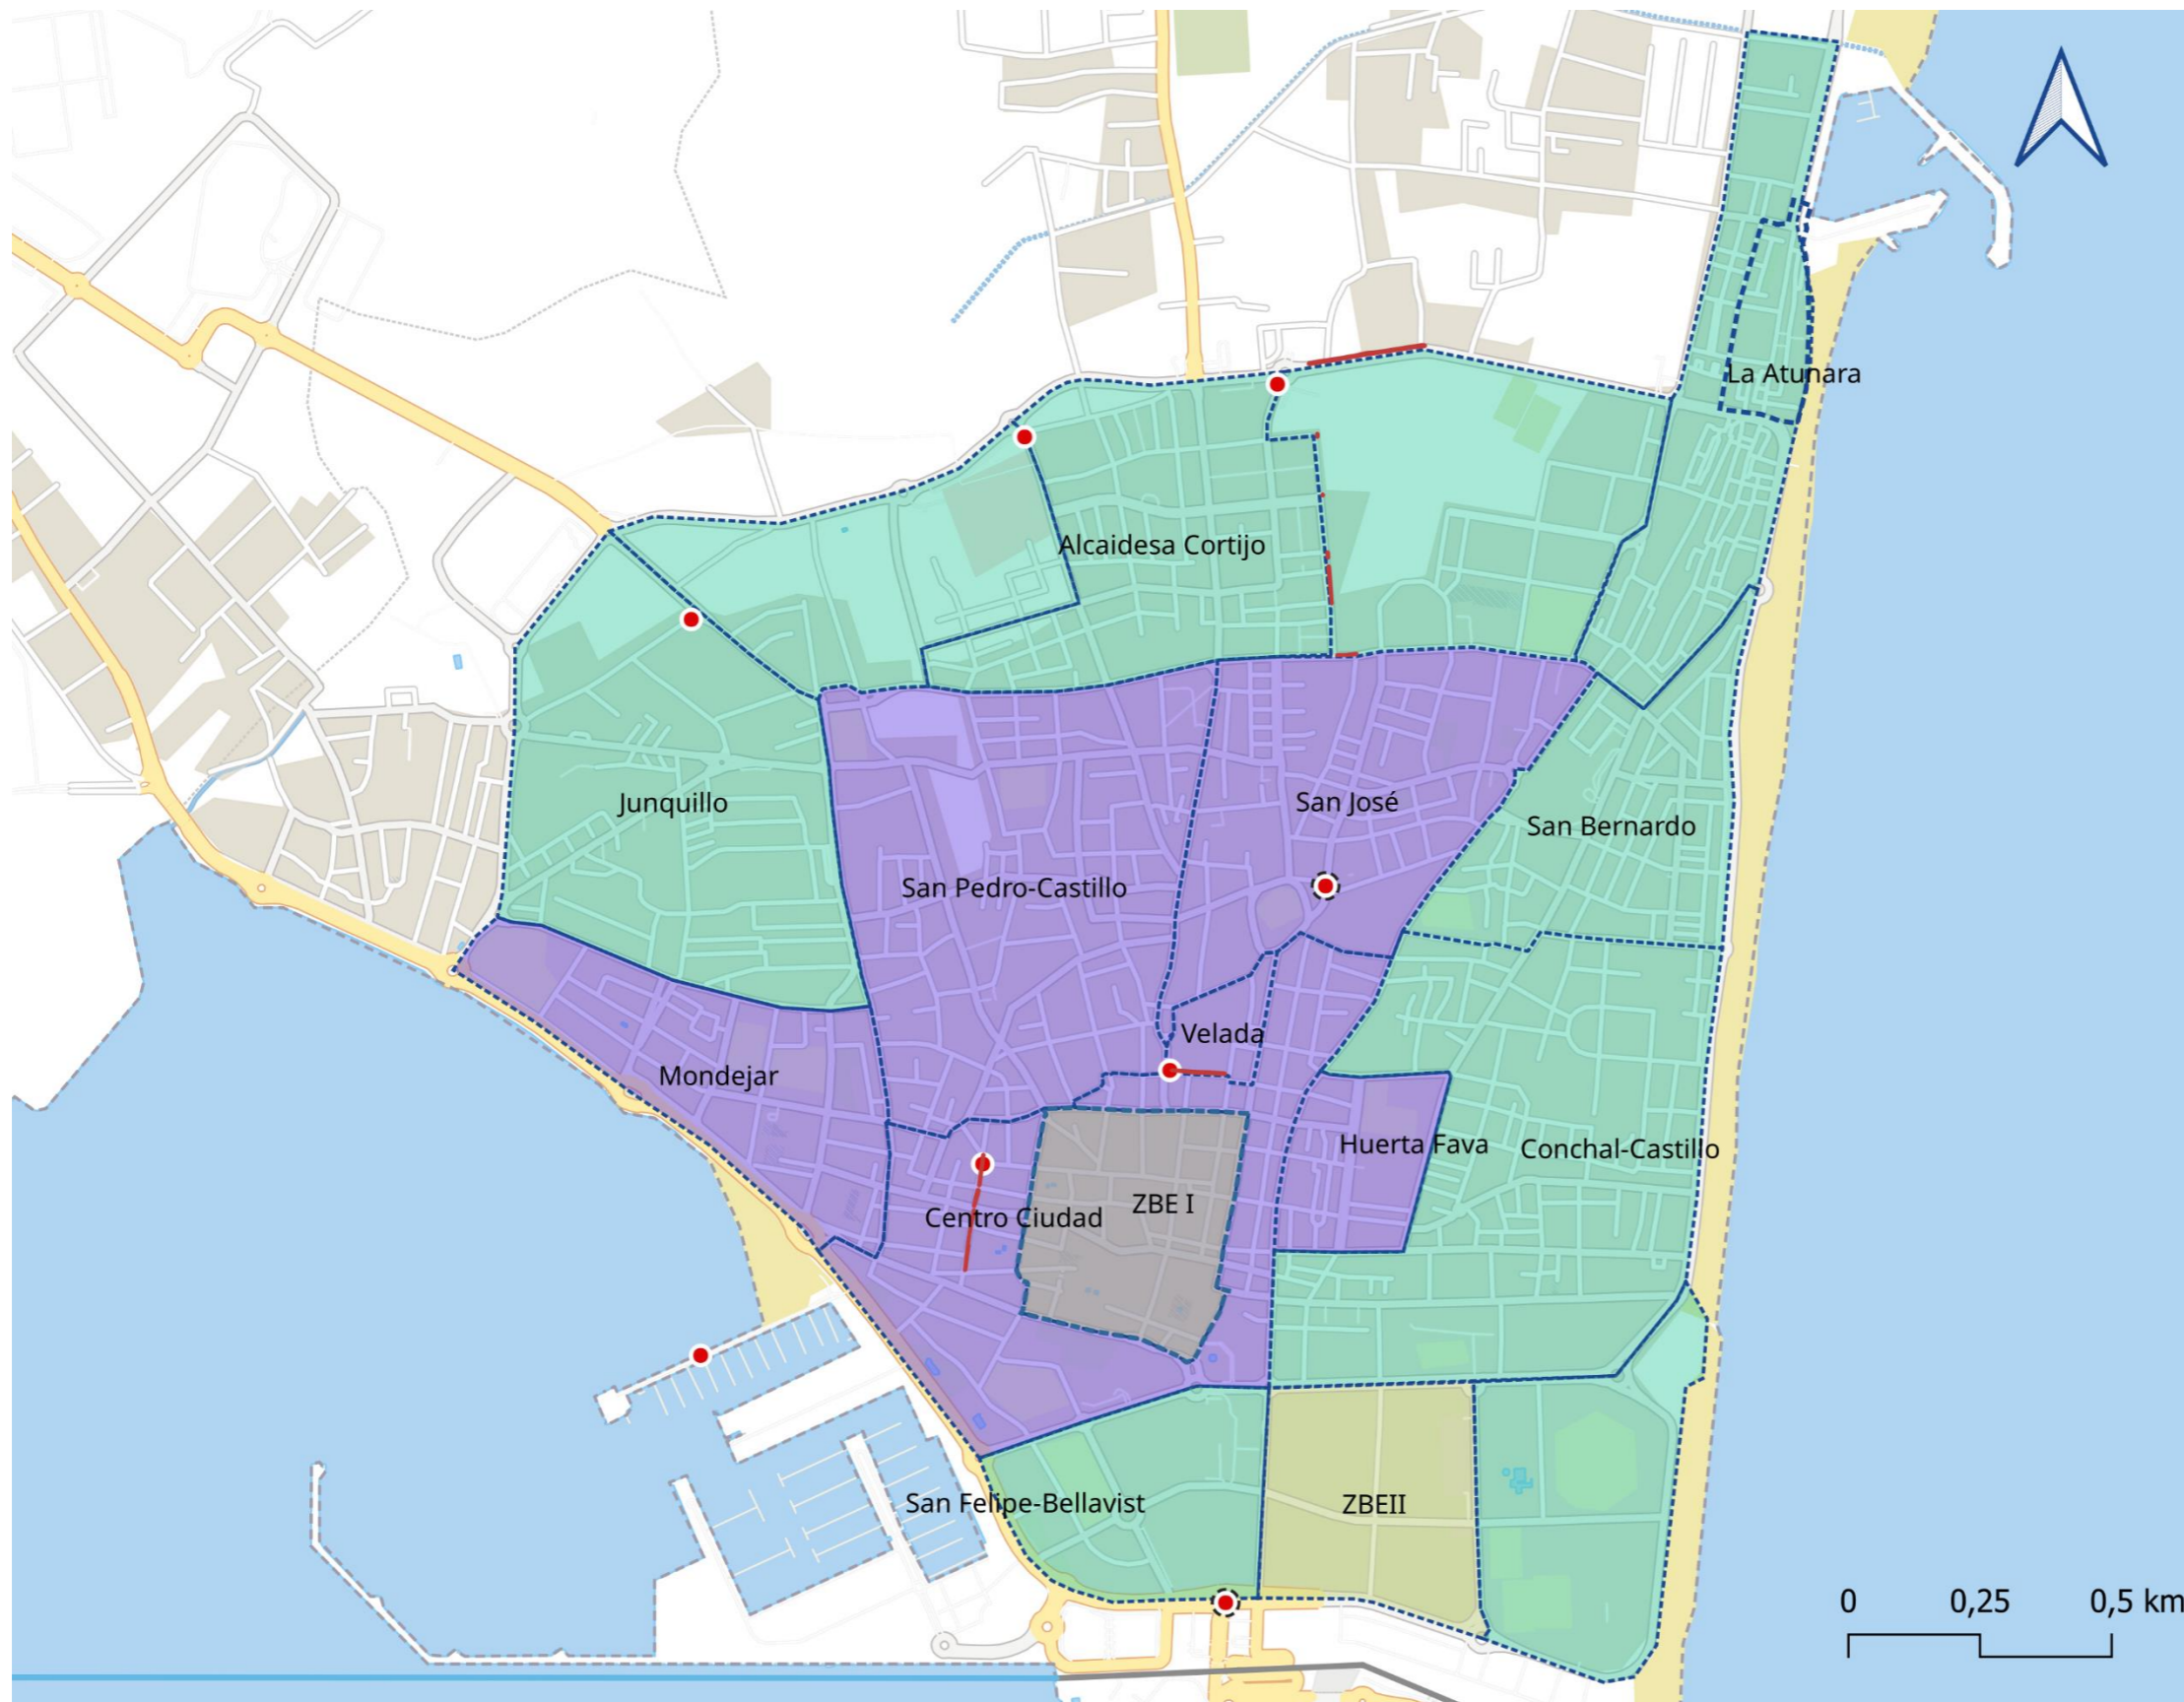 La Atunara
Alcaidesa Cortijo
Junquillo
San José
San Bernardo
San Pedro-Castillo
Velada
Mondejar
Huerta Fava
Conchal-Castillo
ZBE I
Centro Ciudad
San Felipe-Bellavist
ZBEII
0 0,25 0,5 km